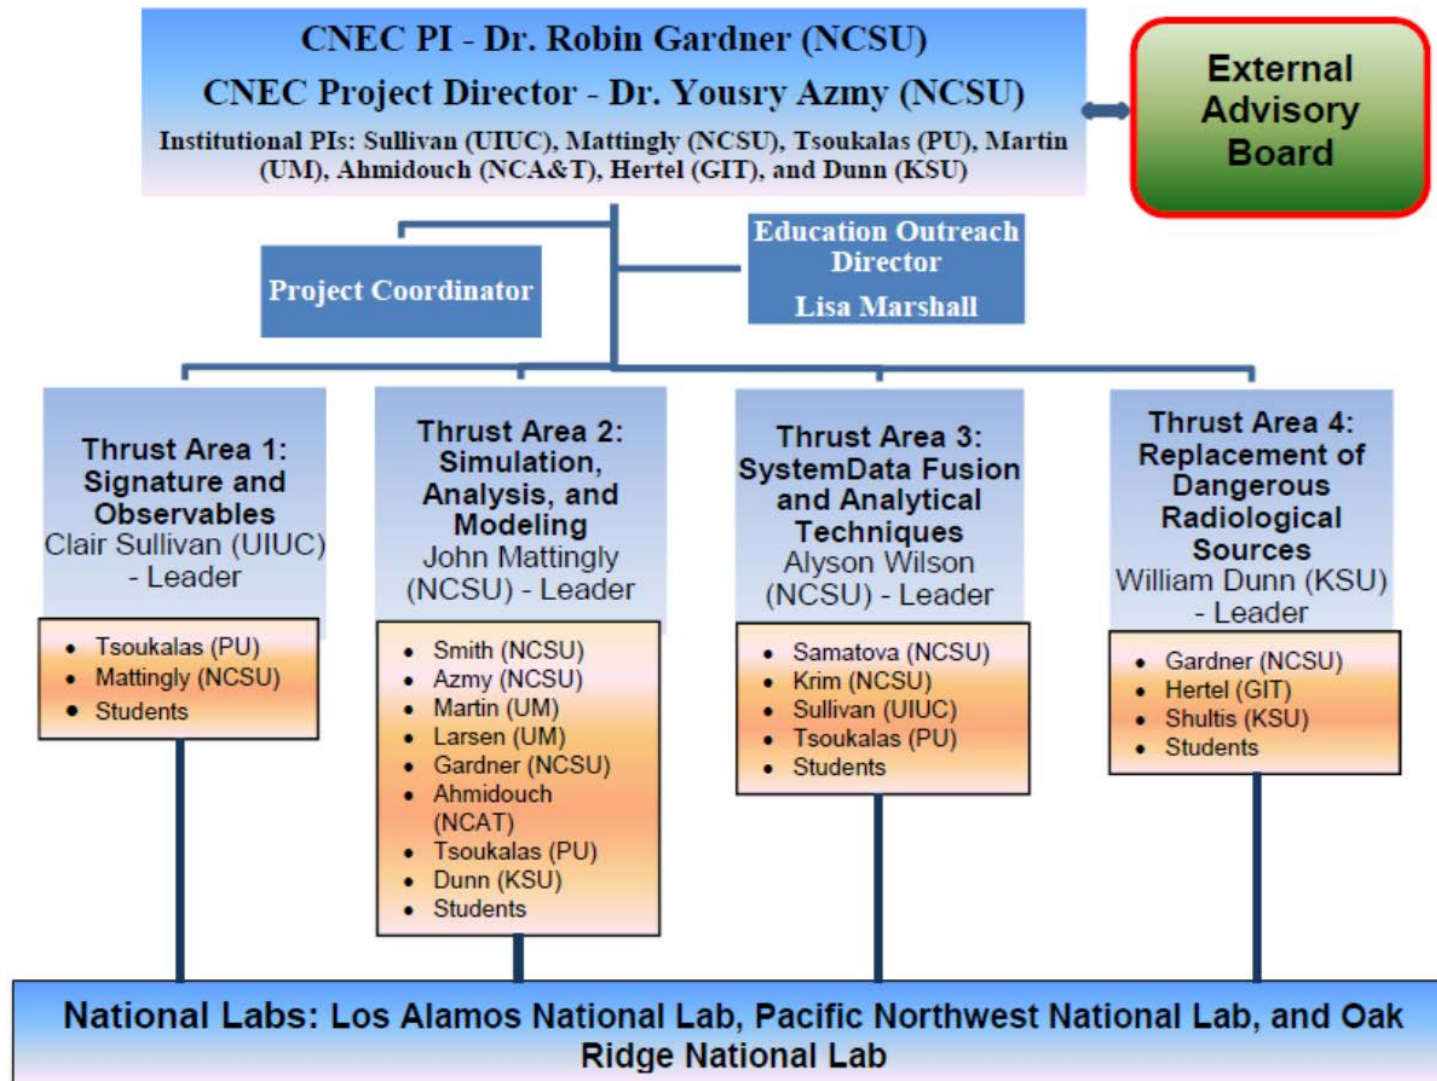 CNEC PI - Dr. Robin Gardner (NCSU)
CNEC Project Director - Dr. Yousry Azmy (NCSU)
Institutional PIs: Sullivan (UIUC), Mattingly (NCSU), Tsoukalas (PU), Martin
(UM), Ahmidouch (NCA&T), Hertel (GIT), and Dunn (KSU)
External
Advisory
Board
Project Coordinator
Education Outreach
Director
Lisa Marshall
Thrust Area 1:
Signature and
Observables
Clair Sullivan (UIUC)
- Leader
• Tsoukalas (PU)
• Mattingly (NCSU)
• Students
Thrust Area 2:
Simulation,
Analysis, and
Modeling
John Mattingly
(NCSU) - Leader
• Smith (NCSU)
• Azmy (NCSU)
• Martin (UM)
• Larsen (UM)
• Gardner (NCSU)
• Ahmidouch
(NCAT)
• Tsoukalas (PU)
• Dunn (KSU)
• Students
Thrust Area 3:
SystemData Fusion
and Analytical
Techniques
Alyson Wilson
(NCSU) - Leader
• Samatova (NCSU)
• Krim (NCSU)
• Sullivan (UIUC)
• Tsoukalas (PU)
• Students
Thrust Area 4:
Replacement of
Dangerous
Radiological
Sources
William Dunn (KSU)
- Leader
• Gardner (NCSU)
• Hertel (GIT)
• Shultis (KSU)
• Students
National Labs: Los Alamos National Lab, Pacific Northwest National Lab, and Oak
Ridge National Lab